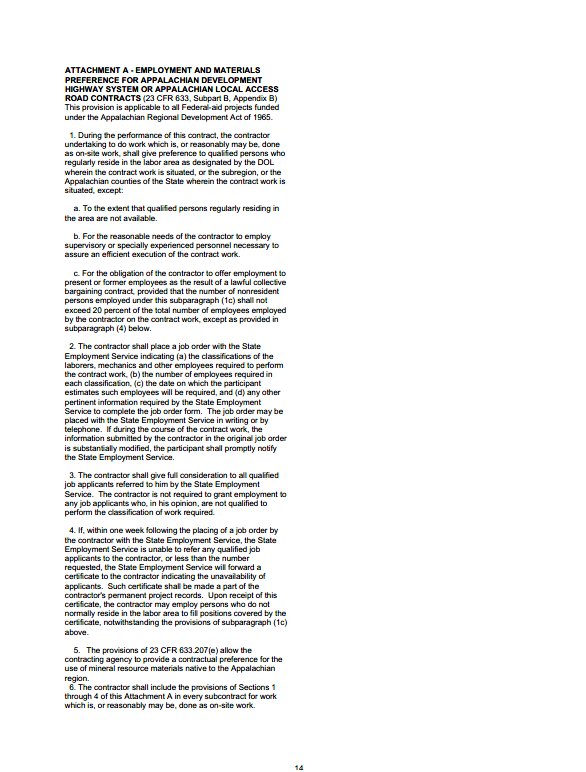 ATTACHMENT A - EMPLOYMENT AND MATERIALS
PREFERENCE FOR APPALACHIAN DEVELOPMENT
HIGHWAY SYSTEM OR APPALACHIAN LOCAL ACCESS
ROAD CONTRACTS (23 CFR 633, Subpart B, Appendix B)
This provision is applicable to all Federal-aid projects funded
under the Appalachian Regional Development Act of 1965.
1. During the performance of this contract, the contractor
undertaking to do work which is, or reasonably may be, done
as on-site work, shall give preference to qualified persons who
regularly reside in the labor area as designated by the DOL
wherein the contract work is situated, or the subregion, or the
Appalachian counties of the State wherein the contract work is
situated, except:
a. To the extent that qualified persons regularly residing in
the area are not available.
b. For the reasonable needs of the contractor to employ
supervisory or specially experienced personnel necessary to
assure an efficient execution of the contract work.
c. For the obligation of the contractor to offer employment to
present or former employees as the result of a lawful collective
bargaining contract, provided that the number of nonresident
persons employed under this subparagraph (1c) shall not
exceed 20 percent of the total number of employees employed
by the contractor on the contract work, except as provided in
subparagraph (4) below.
2. The contractor shall place a job order with the State
Employment Service indicating (a) the classifications of the
laborers, mechanics and other employees required to perform
the contract work, (b) the number of employees required in
each classification, (c) the date on which the participant
estimates such employees will be required, and (d) any other
pertinent information required by the State Employment
Service to complete the job order form. The job order may be
placed with the State Employment Service in writing or by
telephone. If during the course of the contract work, the
information submitted by the contractor in the original job order
is substantially modified, the participant shall promptly notify
the State Employment Service.
3. The contractor shall give full consideration to all qualified
job applicants referred to him by the State Employment
Service. The contractor is not required to grant employment to
any job applicants who, in his opinion, are not qualified to
perform the classification of work required.
4. If, within one week following the placing of a job order by
the contractor with the State Employment Service, the State
Employment Service is unable to refer any qualified job
applicants to the contractor, or less than the number
requested, the State Employment Service will forward a
certificate to the contractor indicating the unavailability of
applicants. Such certificate shall be made a part of the
contractor's permanent project records. Upon receipt of this
certificate, the contractor may employ persons who do not
normally reside in the labor area to fill positions covered by the
certificate, notwithstanding the provisions of subparagraph (1c)
above.
5. The provisions of 23 CFR 633.207(e) allow the
contracting agency to provide a contractual preference for the
use of mineral resource materials native to the Appalachian
region.
6. The contractor shall include the provisions of Sections 1
through 4 of this Attachment A in every subcontract for work
which is, or reasonably may be, done as on-site work.
14